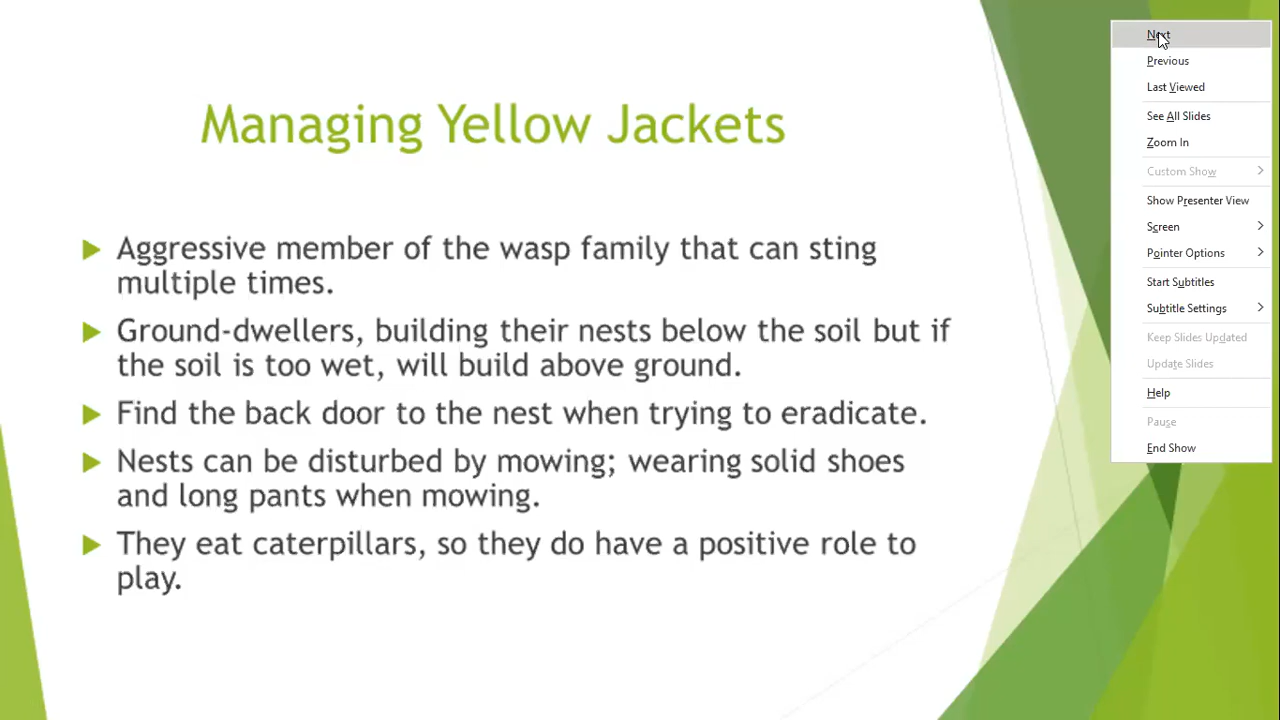 Managing Yellow Jackets
Aggressive member of the wasp family that can sting
multiple times.
Ground-dwellers, building their nests below the soil but if
the soil is too wet, will build above ground.
Find the back door to the nest when trying to eradicate.
Nests can be disturbed by mowing; wearing solid shoes
and long pants when mowing.
They eat caterpillars, so they do have a positive role to
play.
Next
Previous
Last Viewed
See All Slides
Zoom In
Custom Show
Show Presenter View
Screen
Pointer Options
Start Subtitles
Subtitle Settings
Keep Slides Updated
Update Slides
Help
Pause
End Show